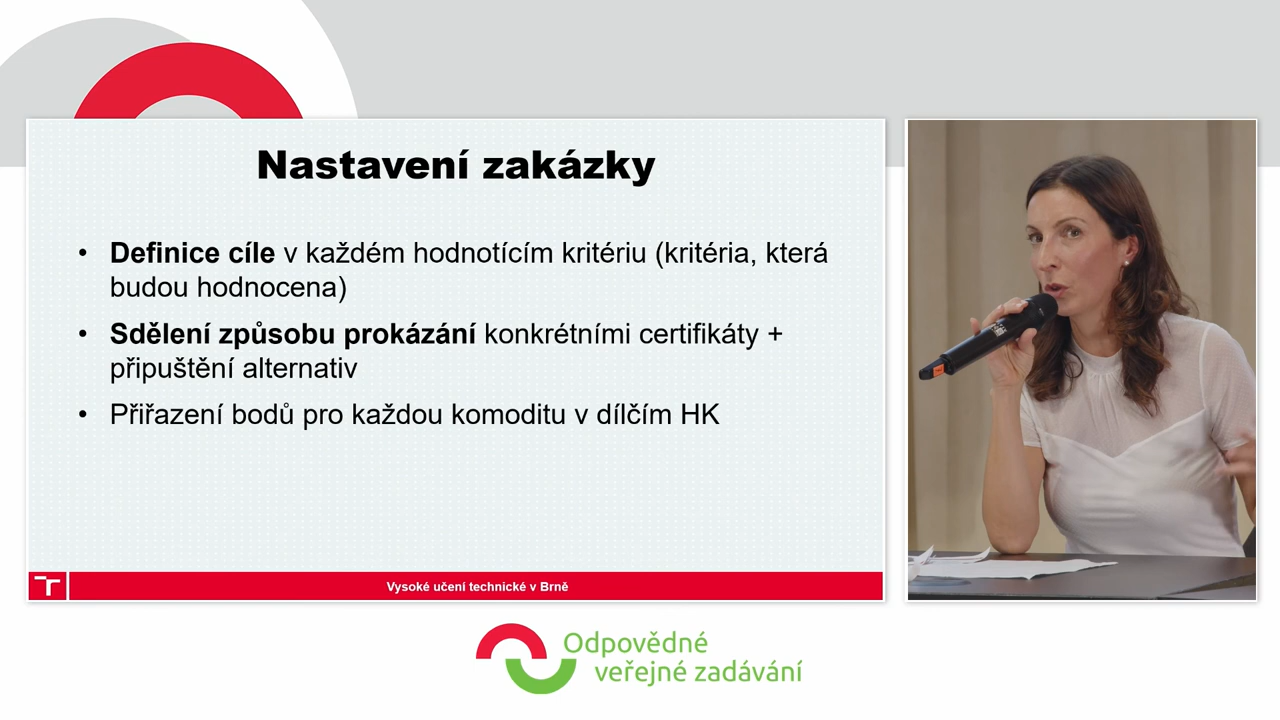 Nastavení zakázky
• Definice cíle v každém hodnotícím kritériu (kritéria, která
budou hodnocena)
• Sdělení způsobu prokázání konkrétními certifikáty +
připuštění alternativ
• Přiřazení bodů pro každou komoditu v dílčím HK
Vysoké učení technické v Brně
Odpovědné
veřejné zadávání